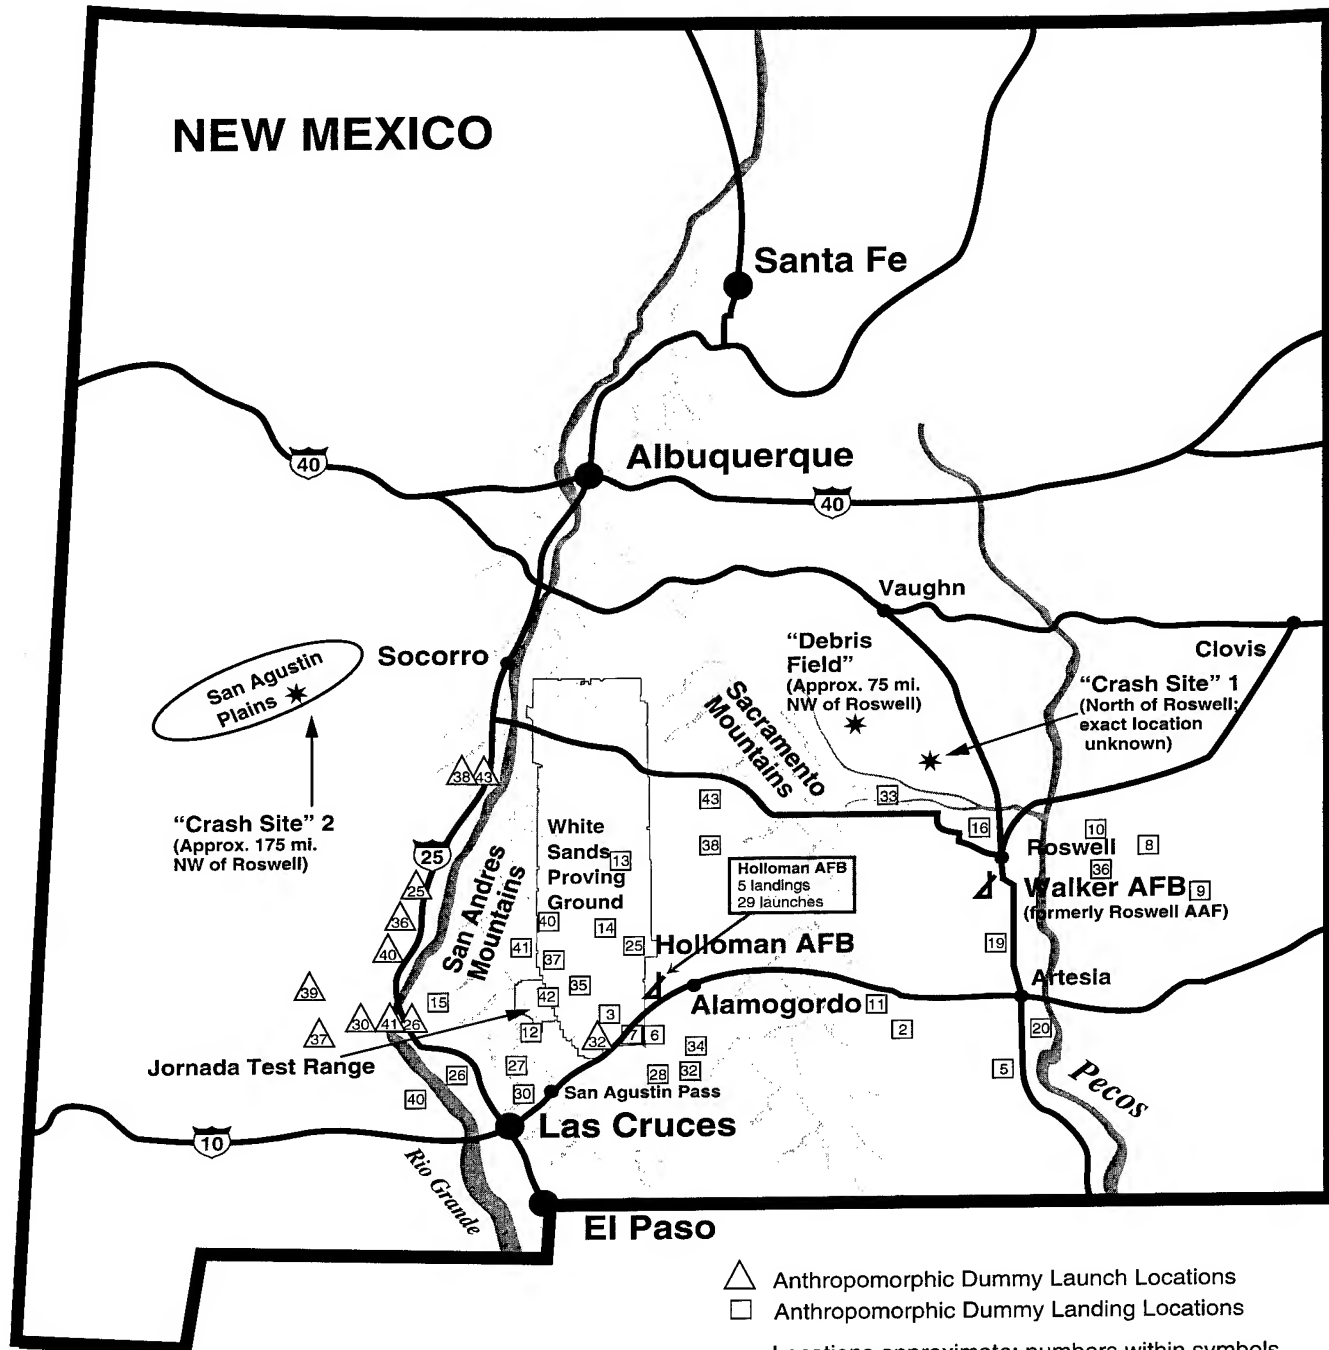 NEW MEXICO
Santa Fe
Albuquerque
40
40
Vaughn
Clovis
Socorro
San Agustin
Plains
"Debris
Field"
(Approx. 75 mi.
NW of Roswell)
"Crash Site" 1
(North of Roswell;
exact location
unknown)
Sacramento
Mountains
38
43
"Crash Site" 2
(Approx. 175 mi.
NW of Roswell)
25
White
Sands
Proving
Ground
13
43
38
33
16
10
8
Roswell
36
Walker AFB
9
(formerly Roswell AAF)
Holloman AFB
5 landings
29 launches
San Andres
Mountains
25
36
40
39
37
30
41
26
15
40
14
41
37
25
Holloman AFB
35
42
3
12
32
7
6
34
32
28
27
30
26
40
19
Artesia
Alamogordo
11
2
20
5
Jornada Test Range
San Agustin Pass
Las Cruces
10
Rio Grande
Pecos
El Paso
Anthropomorphic Dummy Launch Locations
Anthropomorphic Dummy Landing Locations
Locations approximate; numbers within symbols